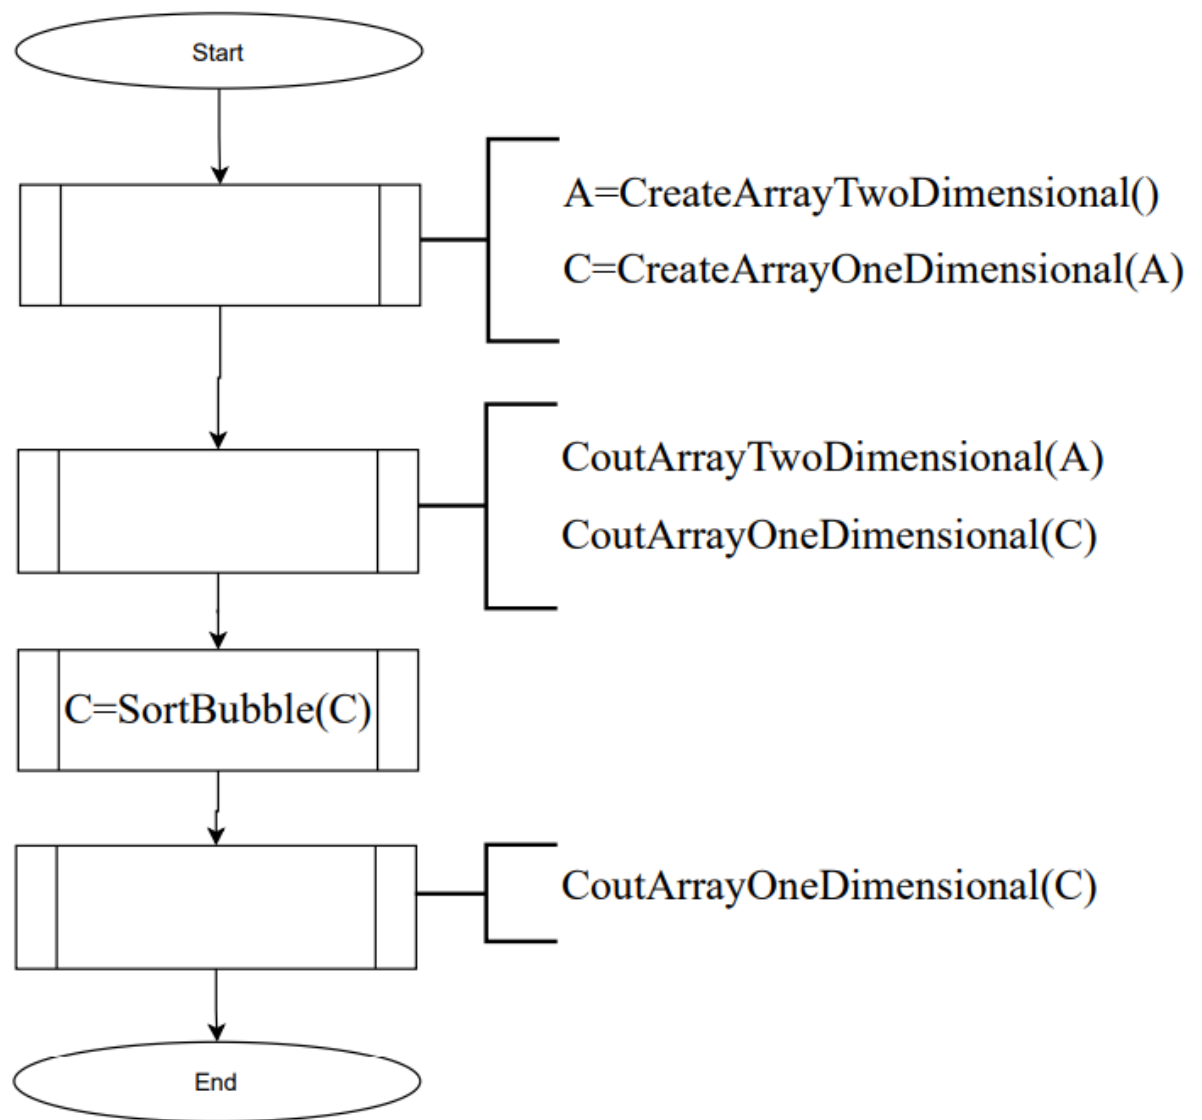 Start
A=CreateArrayTwoDimensional()
C=CreateArrayOneDimensional(A)
CoutArrayTwoDimensional(A)
CoutArrayOneDimensional(C)
C=SortBubble(C)
CoutArrayOneDimensional(C)
End